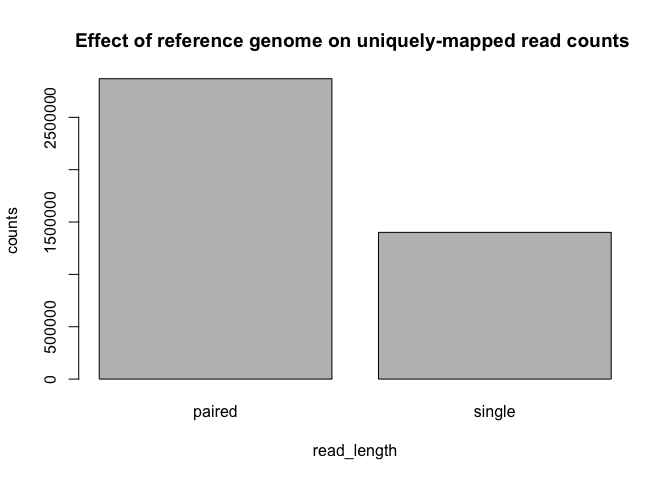 Effect of reference genome on uniquely-mapped read counts
counts
2500000
1500000
500000
0
paired single
read_length